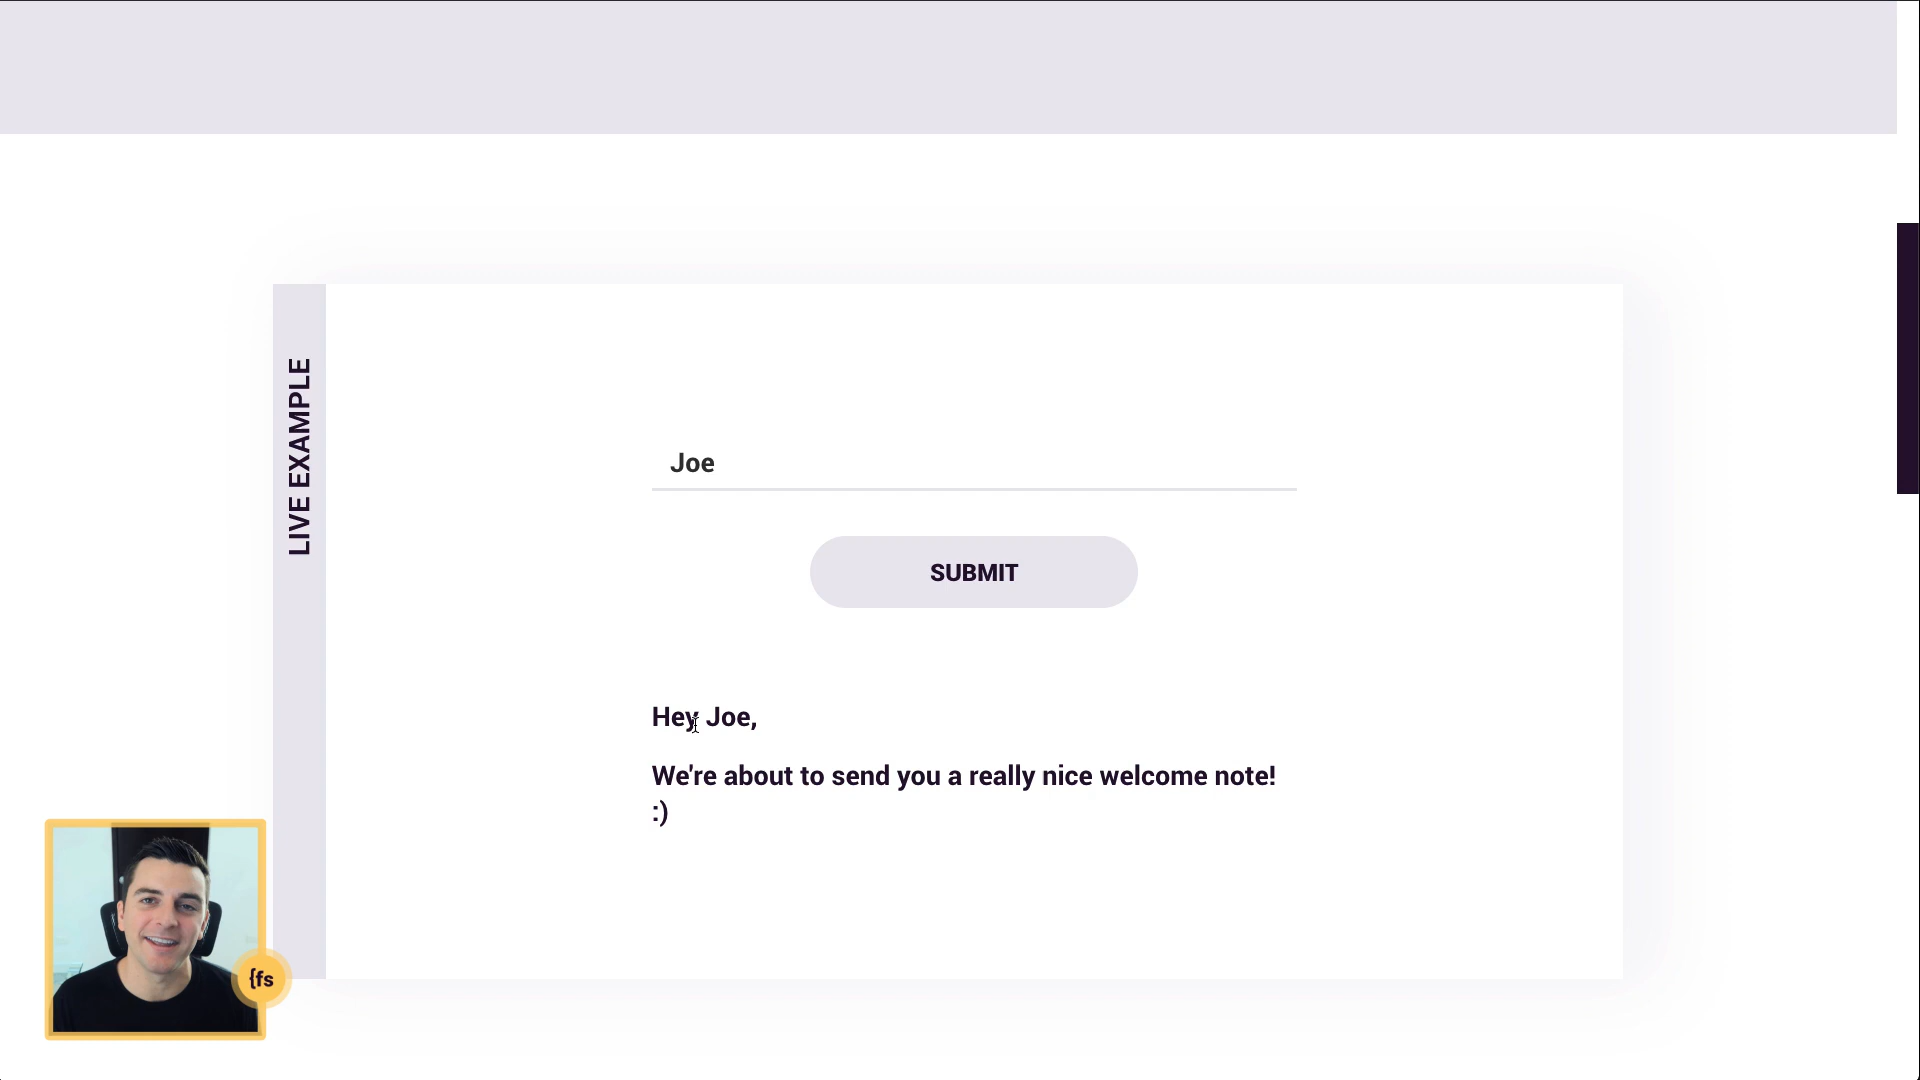 LIVE EXAMPLE
Joe
SUBMIT
Hey Joe,
We're about to send you a really nice welcome note!
:)
{fs